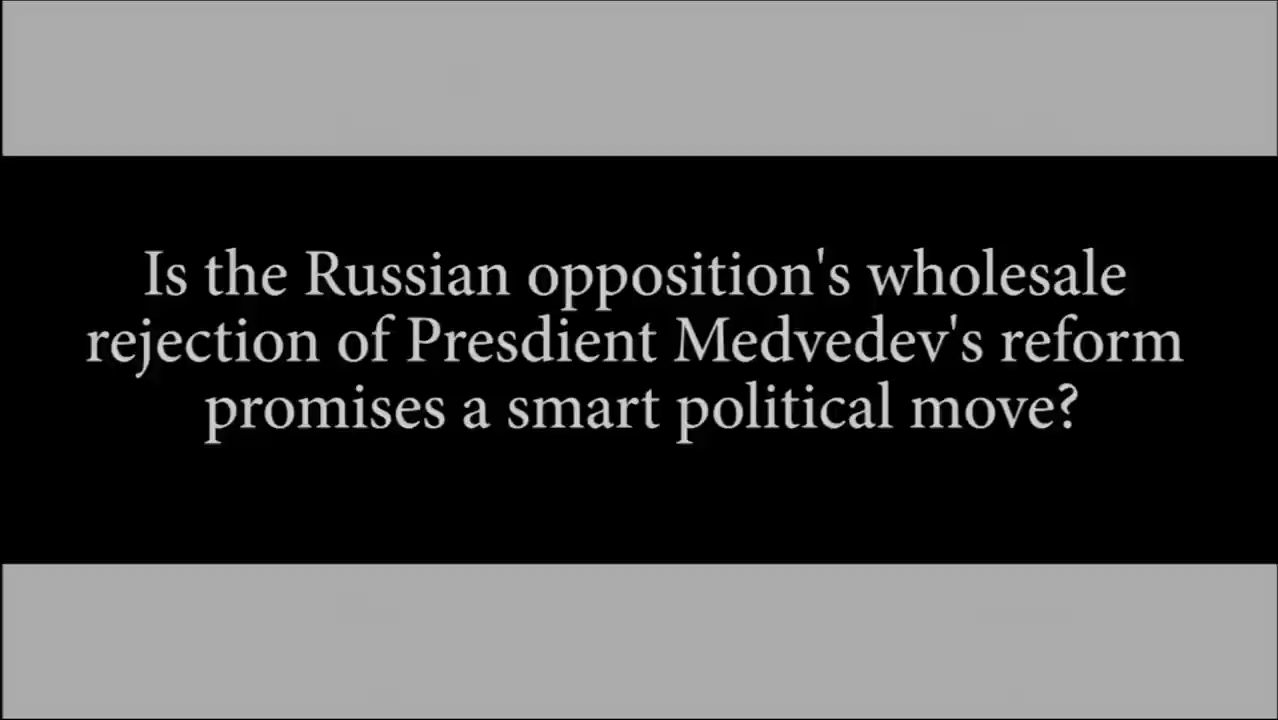 Is the Russian opposition's wholesale
rejection of Presdient Medvedev's reform
promises a smart political move?